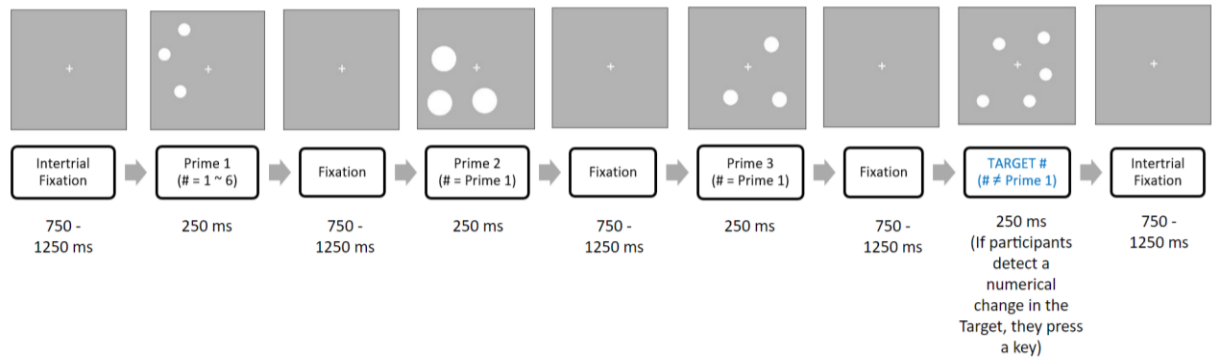 Intertrial
Fixation
Prime 1
(# = 1 ~ 6)
Fixation
Prime 2
(# = Prime 1)
Fixation
Prime 3
(# = Prime 1)
Fixation
TARGET #
(# ≠ Prime 1)
Intertrial
Fixation
750 -
1250 ms
250 ms
750 -
1250 ms
250 ms
750 -
1250 ms
250 ms
750 -
1250 ms
250 ms
(If participants
detect a
numerical
change in the
Target, they press
a key)
750 -
1250 ms